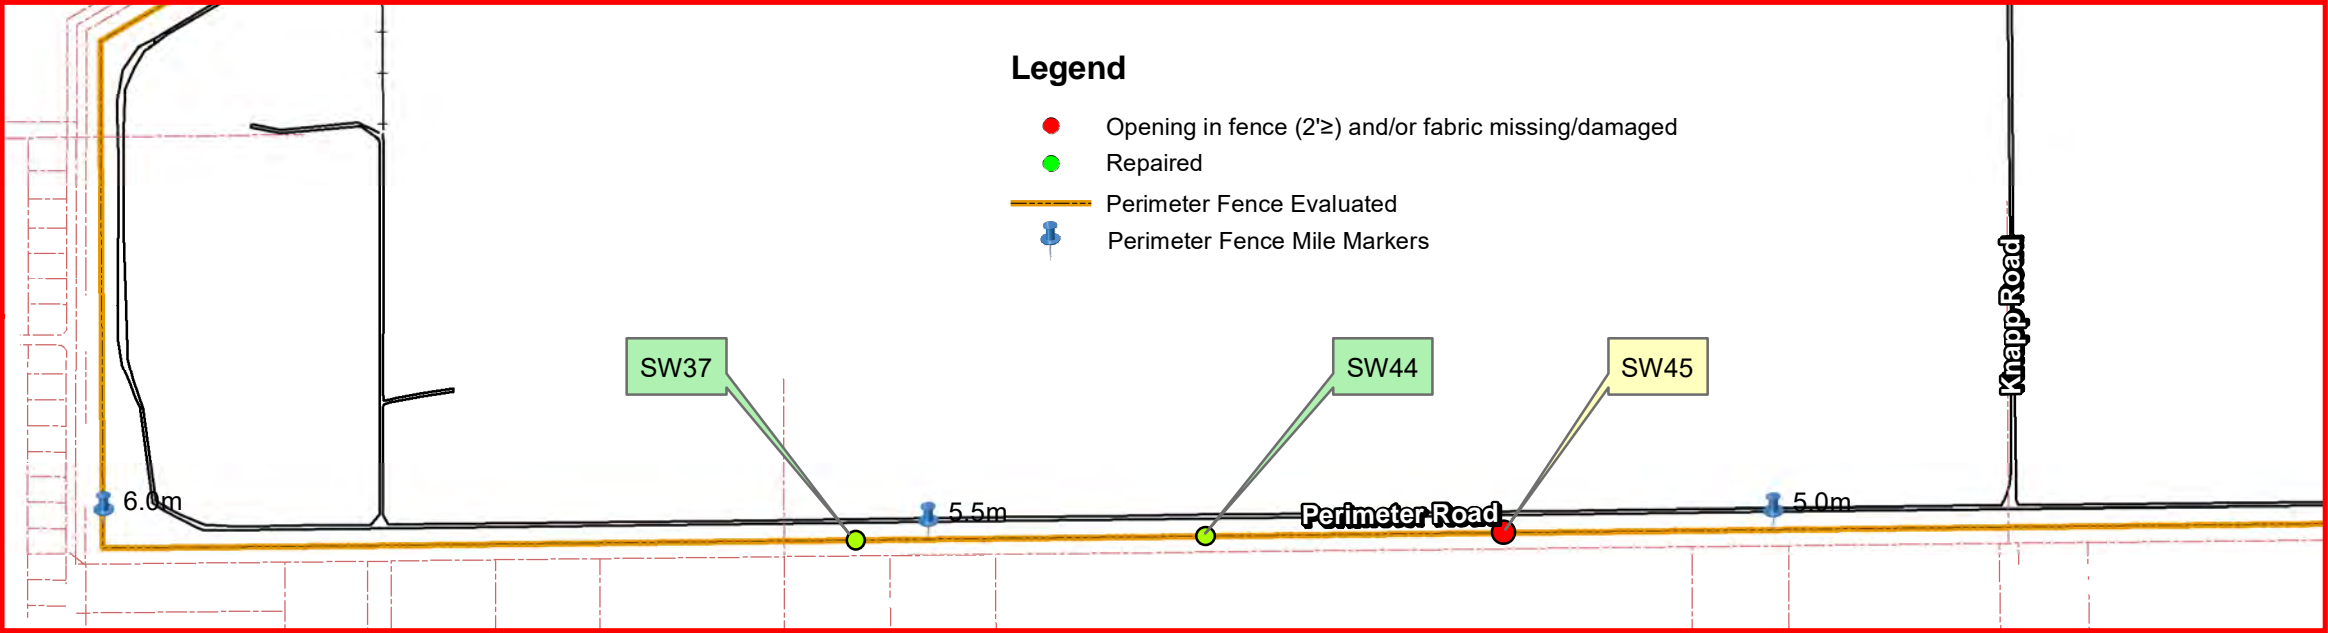 Legend
Opening in fence (2'≥) and/or fabric missing/damaged
Repaired
Perimeter Fence Evaluated
Perimeter Fence Mile Markers
Knapp Road
SW37
SW44
SW45
6.0m
5.5m
Perimeter Road
5.0m